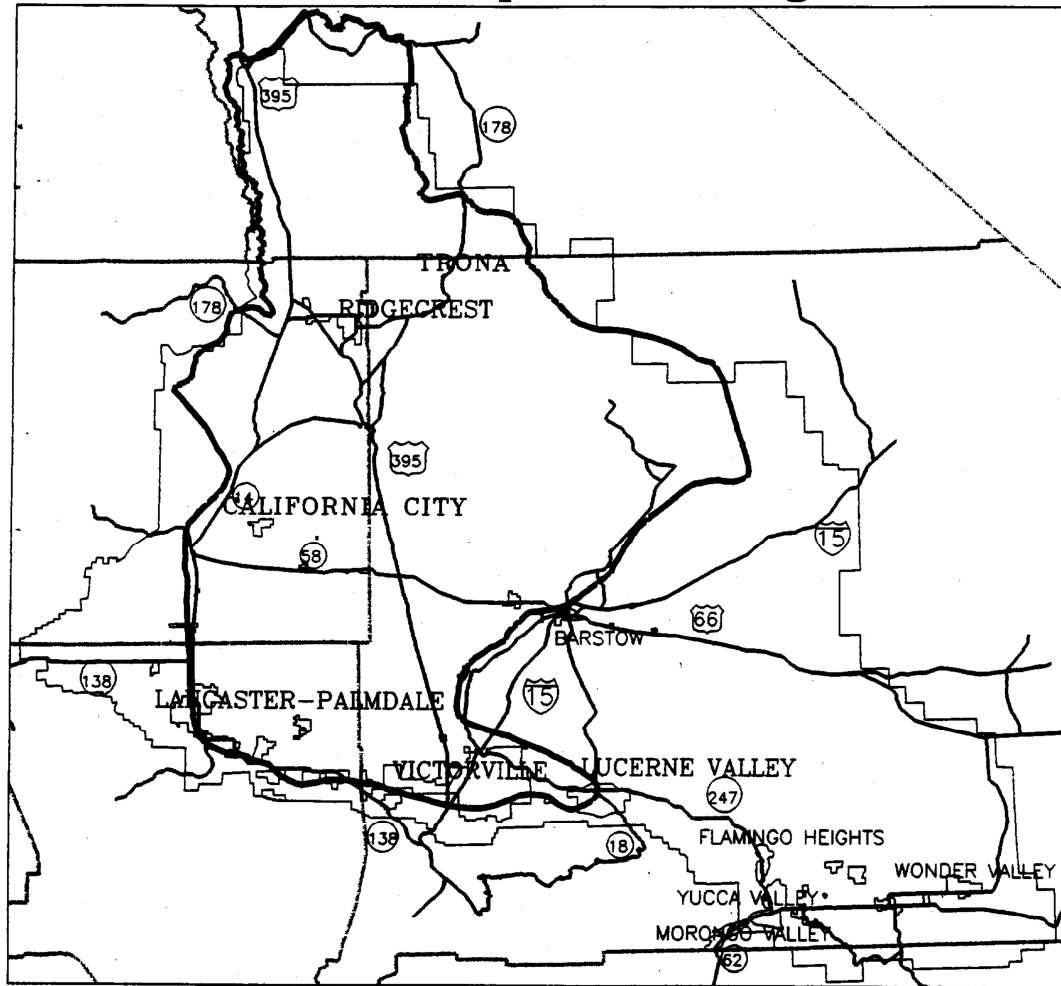 395
178
TRONA
178
RIDGECREST
395
14
CALIFORNIA CITY
15
58
66
BARSTOW
138
15
LANCASTER-PALMDALE
VICTORVILLE
LUCERNE VALLEY
247
138
18
FLAMINGO HEIGHTS
WONDER VALLEY
YUCCA VALLEY
MORONGO VALLEY
62